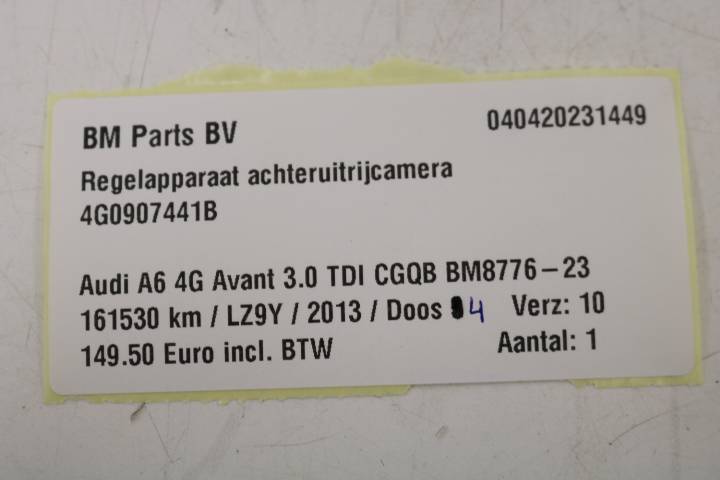 BM Parts BV 040420231449
Regelapparaat achteruitrijcamera
4G0907441B
Audi A6 4G Avant 3.0 TDI CGQB BM8776-23
161530 km / LZ9Y / 2013 / Doos 4 Verz: 10
149.50 Euro incl. BTW Aantal: 1